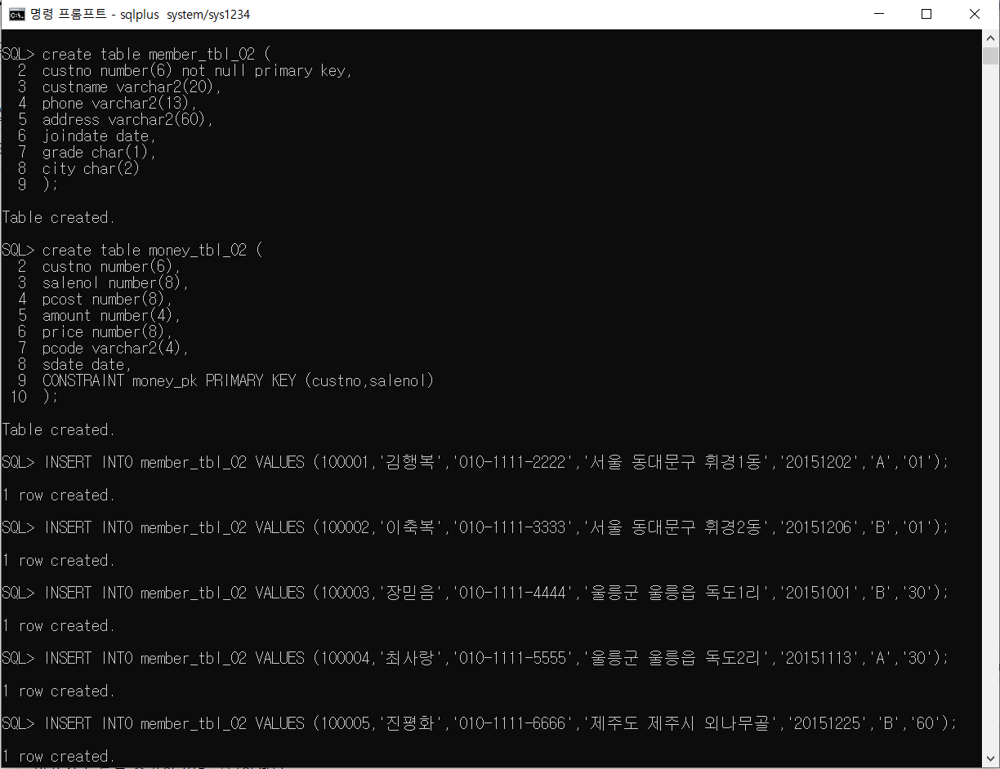 명령 프롬프트 - sqlplus  system/sys1234
SQL> create table member_tbl_02 (
  2  custno number(6) not null primary key,
  3  custname varchar2(20),
  4  phone varchar2(13),
  5  address varchar2(60),
  6  joindate date,
  7  grade char(1),
  8  city char(2)
  9  );
Table created.
SQL> create table money_tbl_02 (
  2  custno number(6),
  3  salenol number(8),
  4  pcost number(8),
  5  amount number(4),
  6  price number(8),
  7  pcode varchar2(4),
  8  sdate date,
  9  CONSTRAINT money_pk PRIMARY KEY (custno,salenol)
 10  );
Table created.
SQL> INSERT INTO member_tbl_02 VALUES (100001,'김행복','010-1111-2222','서울 동대문구 휘경1동','20151202','A','01');
1 row created.
SQL> INSERT INTO member_tbl_02 VALUES (100002,'이축복','010-1111-3333','서울 동대문구 휘경2동','20151206','B','01');
1 row created.
SQL> INSERT INTO member_tbl_02 VALUES (100003,'장믿음','010-1111-4444','울릉군 울릉읍 독도1리','20151001','B','30');
1 row created.
SQL> INSERT INTO member_tbl_02 VALUES (100004,'최사랑','010-1111-5555','울릉군 울릉읍 독도2리','20151113','A','30');
1 row created.
SQL> INSERT INTO member_tbl_02 VALUES (100005,'진평화','010-1111-6666','제주도 제주시 외나무골','20151225','B','60');
1 row created.